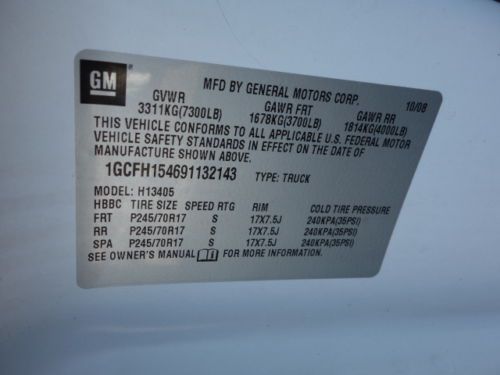 GM
MFD BY GENERAL MOTORS CORP. 10/08
GVWR GAWR FRT GAWR RR
3311KG(7300LB) 1678KG(3700LB) 1814KG(4000LB)
THIS VEHICLE CONFORMS TO ALL APPLICABLE U.S. FEDERAL MOTOR
VEHICLE SAFETY STANDARDS IN EFFECT ON THE DATE OF
MANUFACTURE SHOWN ABOVE.
1GCFH154691132143 TYPE: TRUCK
MODEL: H13405
HBBC TIRE SIZE SPEED RTG RIM COLD TIRE PRESSURE
FRT P245/70R17 S 17X7.5J 240KPA(35PSI)
RR P245/70R17 S 17X7.5J 240KPA(35PSI)
SPA P245/70R17 S 17X7.5J 240KPA(35PSI)
SEE OWNER'S MANUAL FOR MORE INFORMATION.